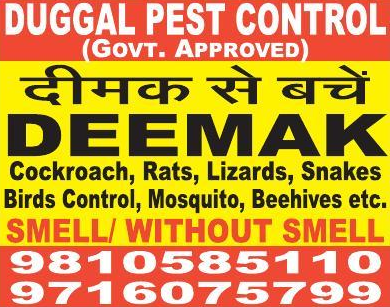 DUGGAL PEST CONTROL
(GOVT. APPROVED)
दीमक से बचें
DEEMAK
Cockroach, Rats, Lizards, Snakes
Birds Control, Mosquito, Beehives etc.
SMELL/ WITHOUT SMELL
9810585110
9716075799